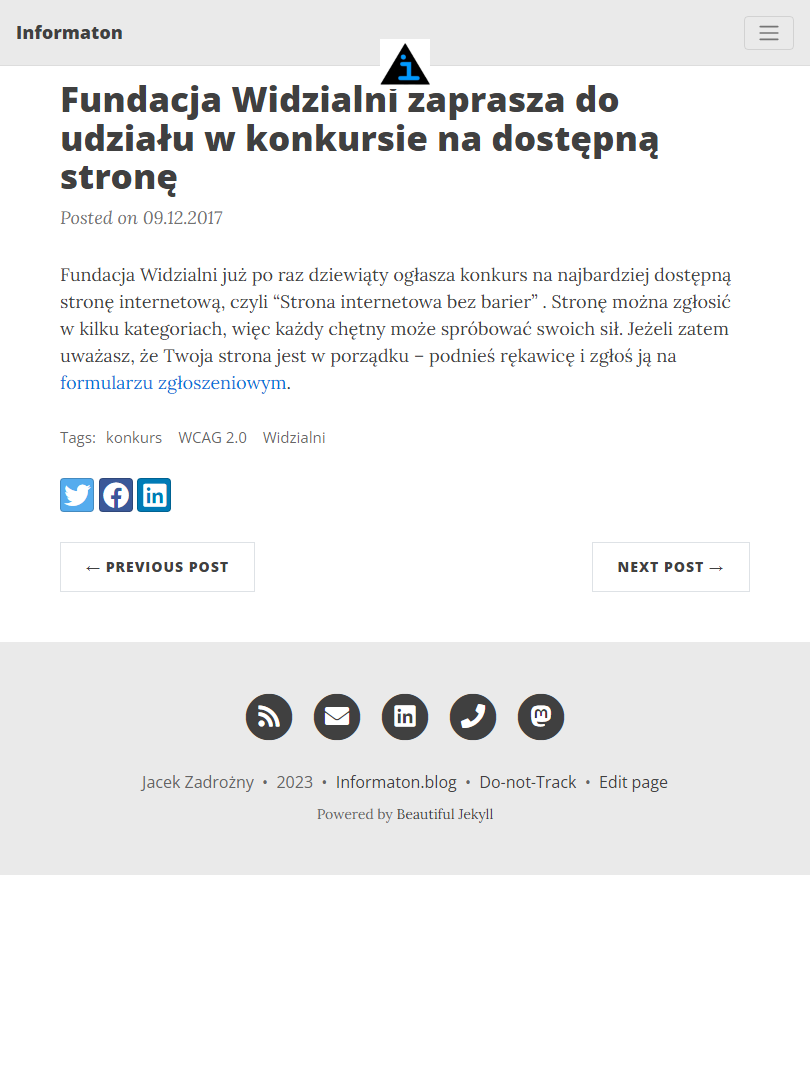 Informaton
Fundacja Widzialni zaprasza do
udziału w konkursie na dostępną
stronę
Posted on 09.12.2017
Fundacja Widzialni już po raz dziewiąty ogłasza konkurs na najbardziej dostępną
stronę internetową, czyli “Strona internetowa bez barier” . Stronę można zgłosić
w kilku kategoriach, więc każdy chętny może spróbować swoich sił. Jeżeli zatem
uważasz, że Twoja strona jest w porządku – podnieś rękawicę i zgłoś ją na
formularzu zgłoszeniowym.
Tags: konkurs WCAG 2.0 Widzialni
← PREVIOUS POST
NEXT POST →
Jacek Zadrożny • 2023 • Informaton.blog • Do-not-Track • Edit page
Powered by Beautiful Jekyll